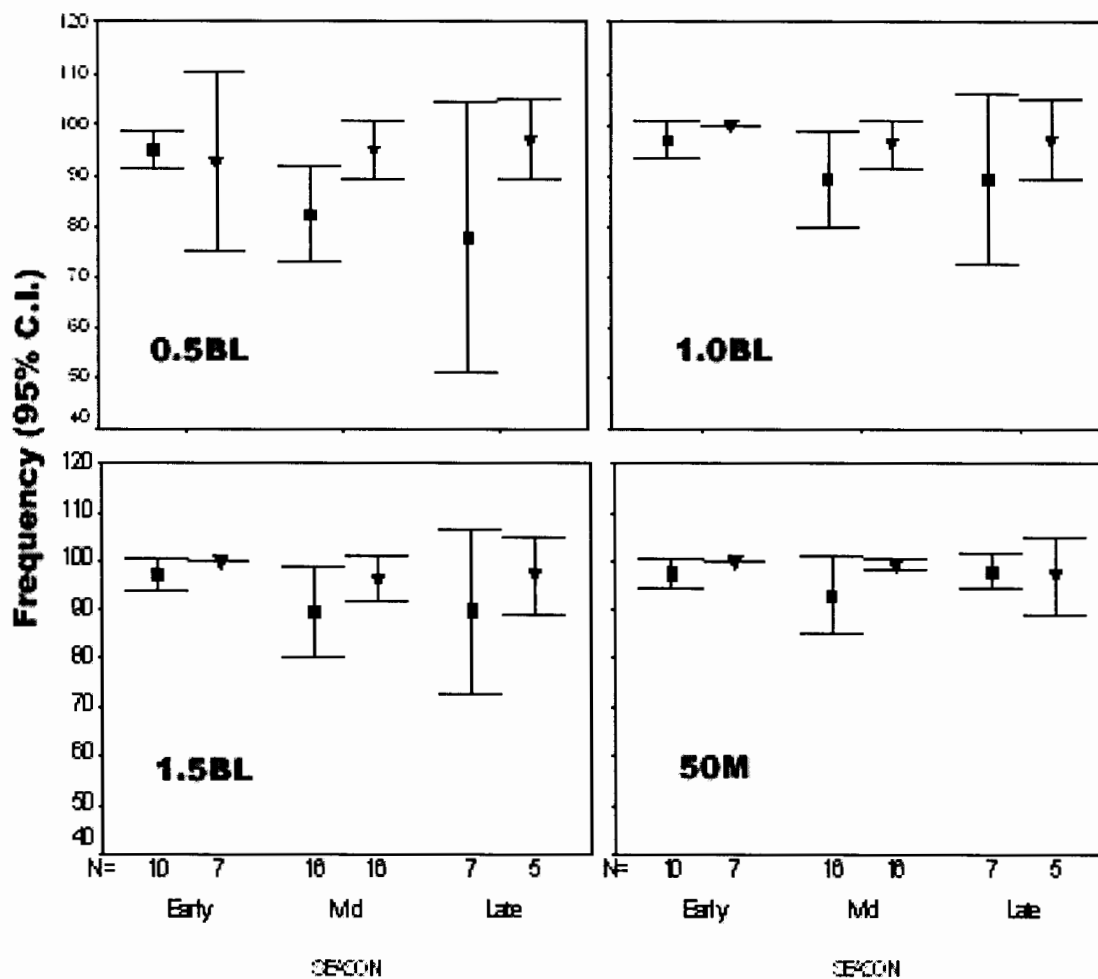 Frequency (95% C.I.)
120
110
100
90
80
70
60
50
40
0.5BL
1.0BL
120
110
100
90
80
70
60
50
40
1.5BL
50M
N= 10 7 16 16 7 5
10 7 16 16 7 5
Early Mid Late
Early Mid Late
SEASON
SEASON